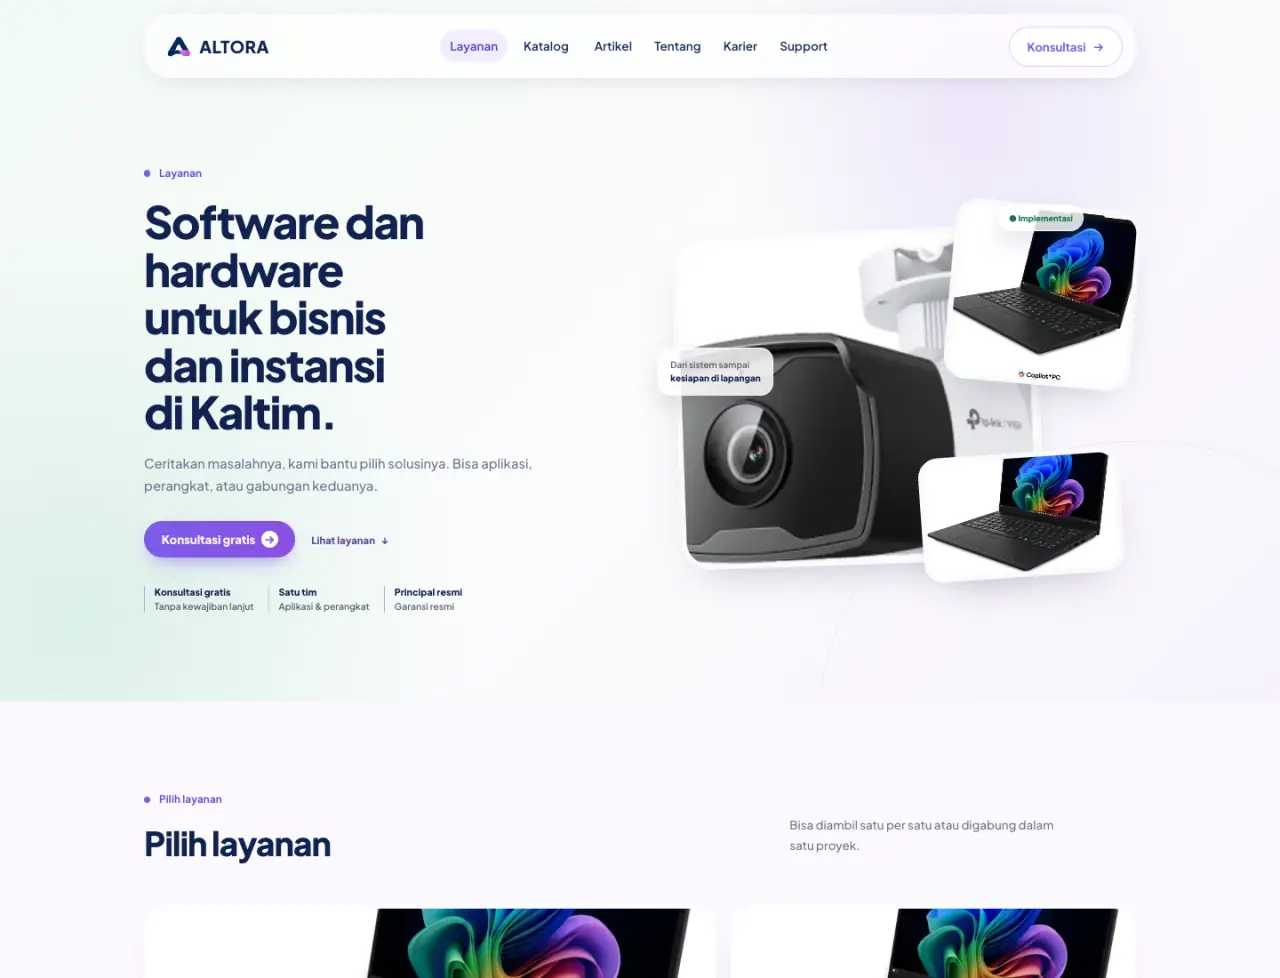 ALTORA
Layanan
Katalog
Artikel
Tentang
Karier
Support
Konsultasi →
Layanan
Software dan
hardware
untuk bisnis
dan instansi
di Kaltim.
Ceritakan masalahnya, kami bantu pilih solusinya. Bisa aplikasi,
perangkat, atau gabungan keduanya.
Konsultasi gratis →
Lihat layanan ↓
Konsultasi gratis
Tanpa kewajiban lanjut
Satu tim
Aplikasi & perangkat
Principal resmi
Garansi resmi
Implementasi
Copilot+PC
Dari sistem sampai
kesiapan di lapangan
tp-link
Pilih layanan
Pilih layanan
Bisa diambil satu per satu atau digabung dalam
satu proyek.